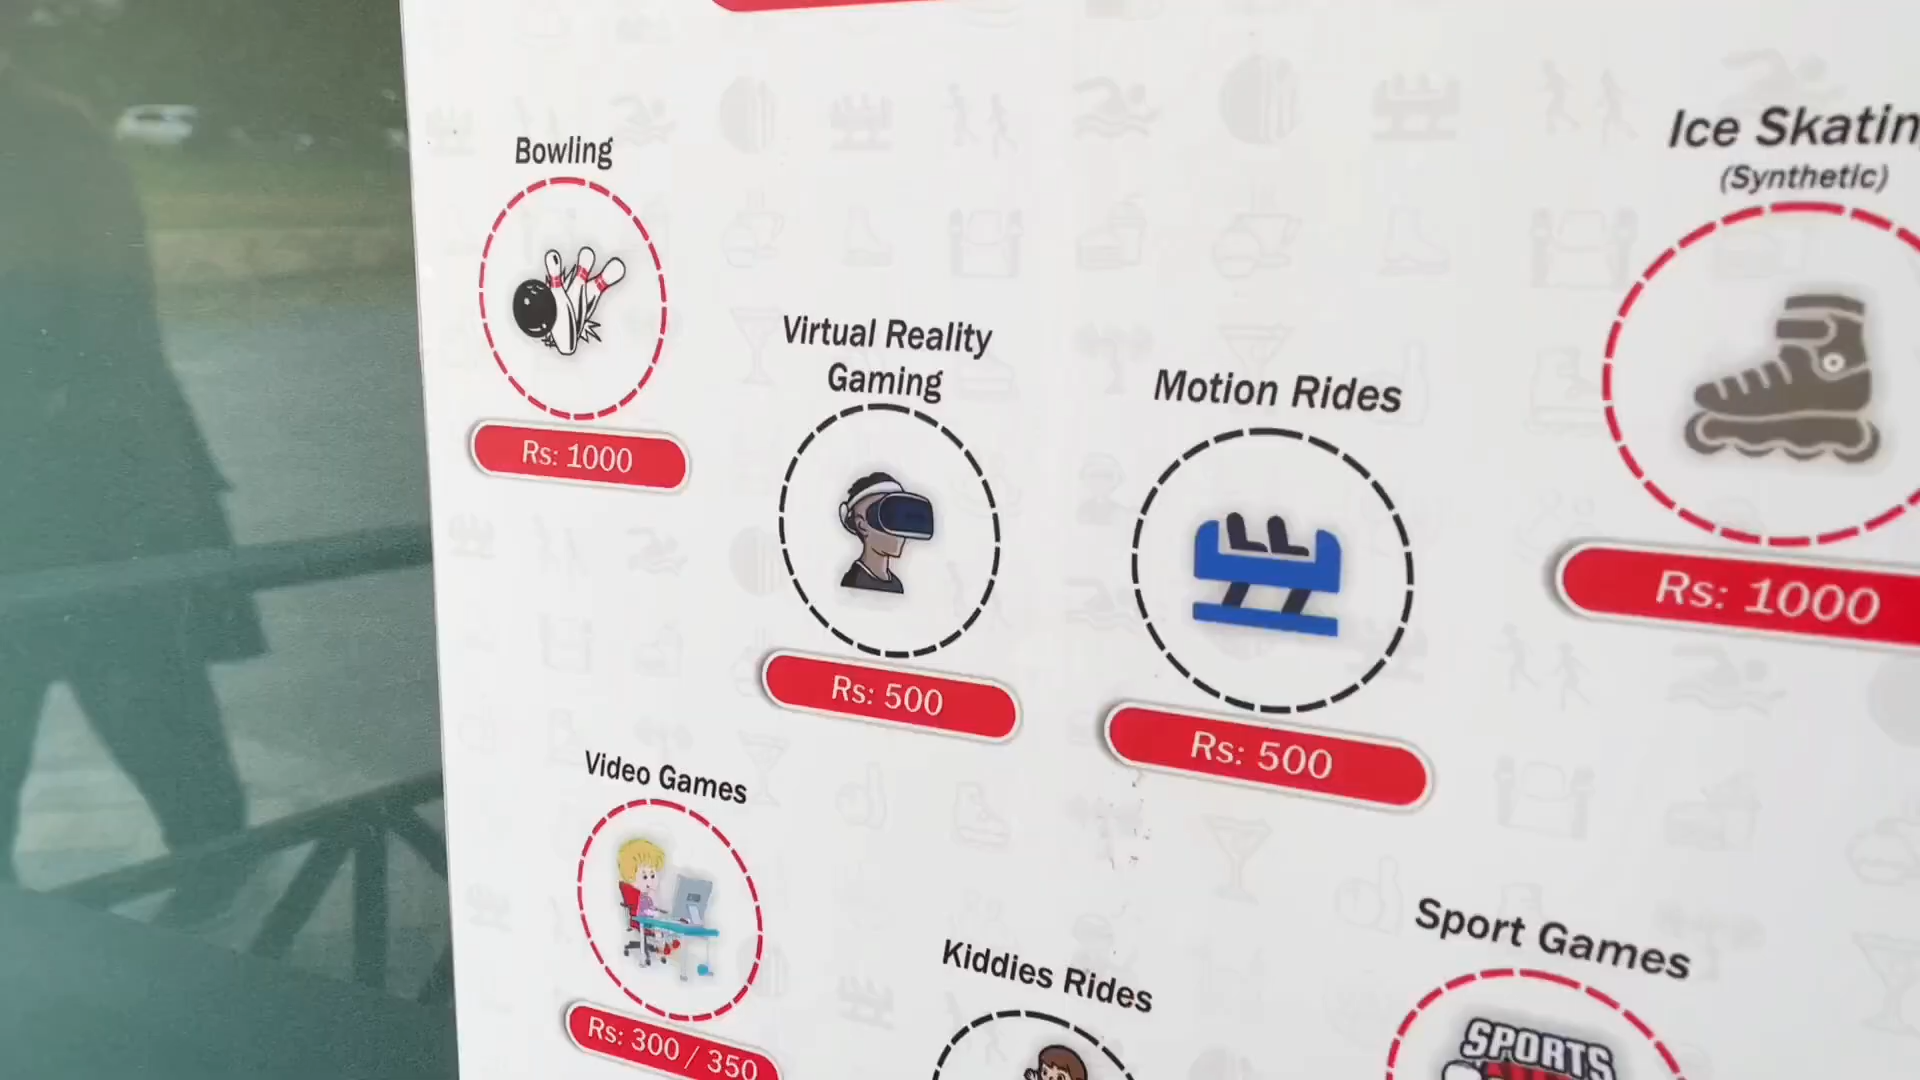 Bowling
Rs: 1000
Virtual Reality
Gaming
Rs: 500
Motion Rides
Rs: 500
Ice Skatin
(Synthetic)
Rs: 1000
Video Games
Rs: 300 / 350
Kiddies Rides
Sport Games
SPORTS